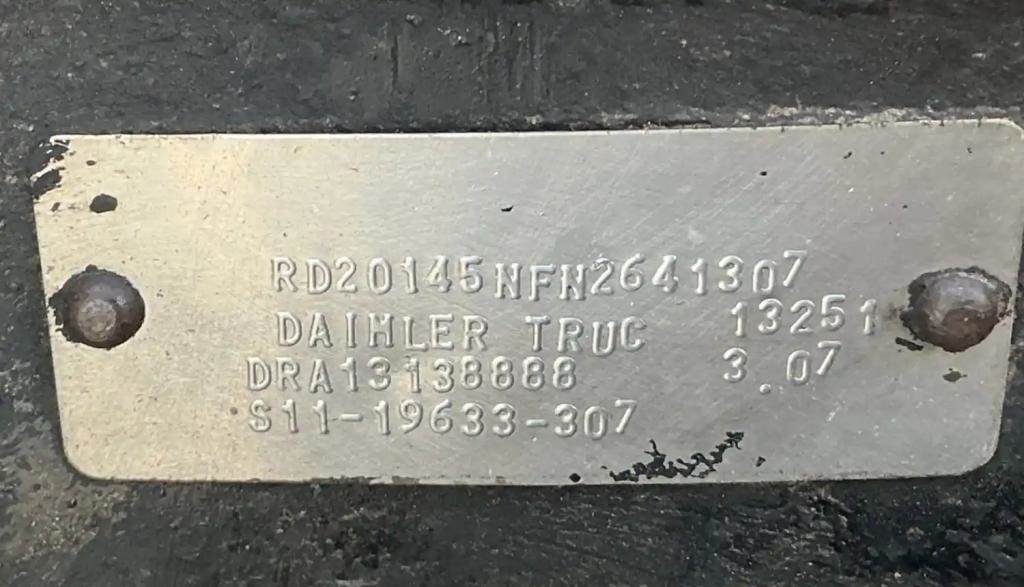 RD20145NFN2641307
DAIHLER TRUC 13251
DRA13138888 3.07
S11-19633-307